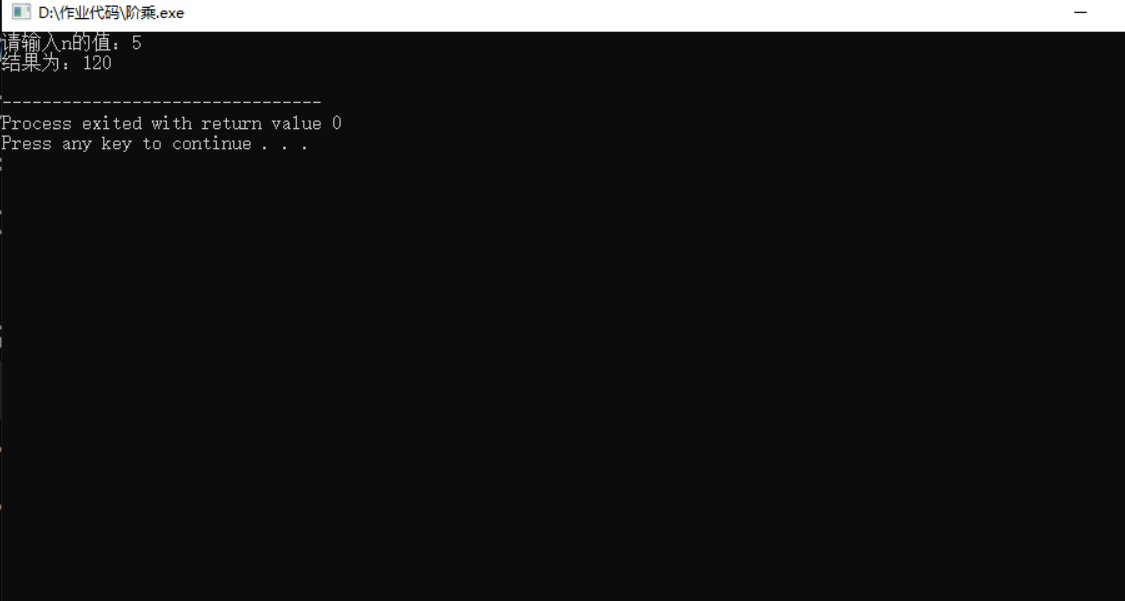 D:\作业代码\阶乘.exe
请输入n的值：5
结果为：120
--------------------------------
Process exited with return value 0
Press any key to continue . . .